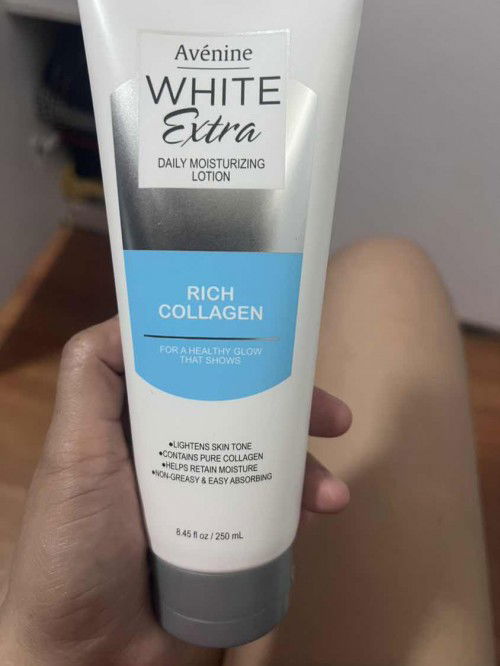 Avénine
WHITE
Extra
DAILY MOISTURIZING
LOTION
RICH
COLLAGEN
FOR A HEALTHY GLOW
THAT SHOWS
•LIGHTENS SKIN TONE
•CONTAINS PURE COLLAGEN
•HELPS RETAIN MOISTURE
•NON-GREASY & EASY ABSORBING
8.45 fl oz / 250 mL